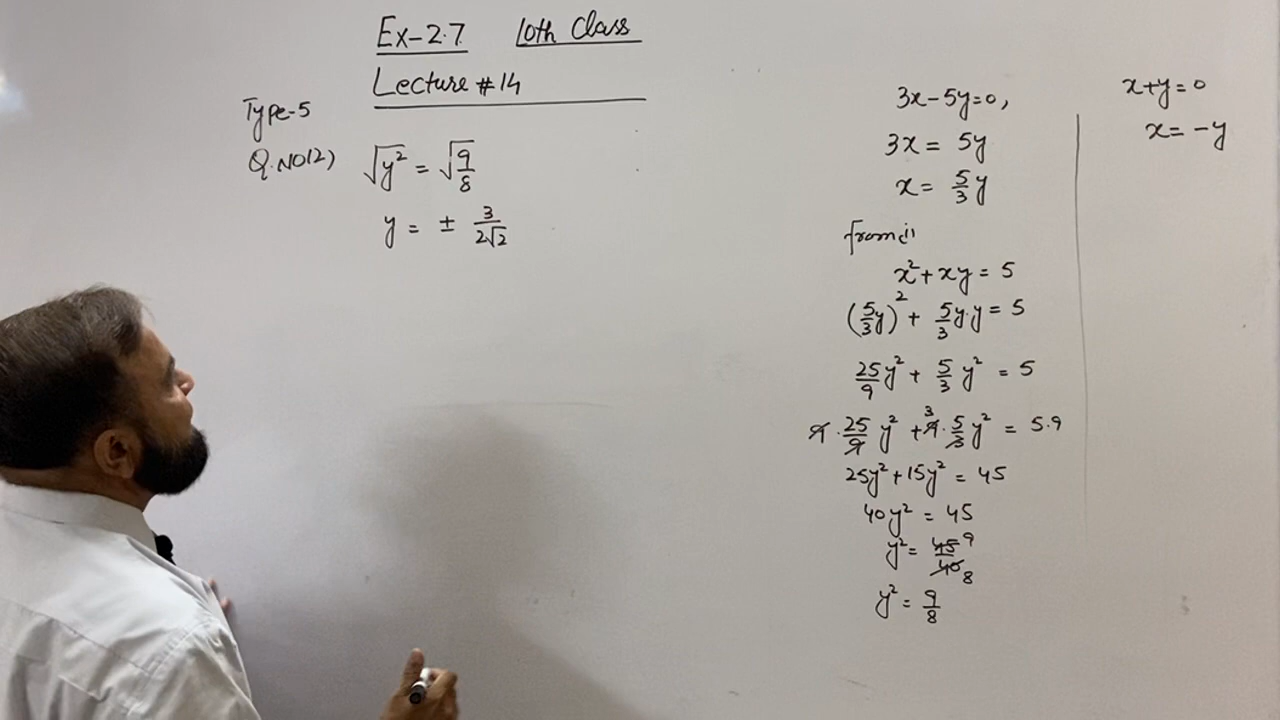 Ex-2.7 10th Class
Lecture #14
Type-5
Q.NO(2) √y² = √9/8
y = ± 3/2√2
3x-5y=0,
3x = 5y
x = 5/3 y
from (i)
x²+xy = 5
(5/3 y)² + 5/3 y.y = 5
25/9 y² + 5/3 y² = 5
9 . 25/9 y² + 9 3 . 5/3 y² = 5.9
25y²+15y² = 45
40y² = 45
y² = 45 9/40 8
y² = 9/8
x+y=0
x = -y